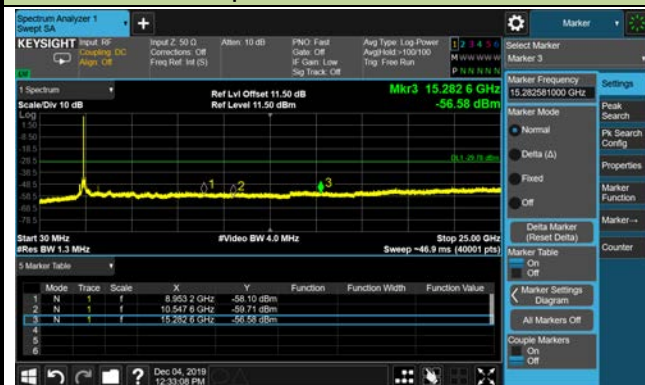 Spectrum Analyzer 1
Swept SA
+
Marker
KEYSIGHT
Input: RF
Coupling: DC
Align: Off
Input Z: 50 Ω
Corrections: Off
Freq Ref: Int (S)
Atten: 10 dB
PNO: Fast
Gate: Off
IF Gain: Low
Sig Track: Off
Avg Type: Log-Power
Avg|Hold:>100/100
Trig: Free Run
1 2 3 4 5 6
M W W W W W
P N N N N N
Select Marker
Marker 3
1 Spectrum
Scale/Div 10 dB
Ref Lvl Offset 11.50 dB
Ref Level 11.50 dBm
Mkr3 15.282 6 GHz
-56.58 dBm
Log
1.50
-8.50
-18.5
-28.5
-38.5
-48.5
-58.5
-68.5
-78.5
1
2
3
Start 30 MHz
#Video BW 4.0 MHz
Stop 25.00 GHz
#Res BW 1.3 MHz
Sweep ~46.9 ms (40001 pts)
5 Marker Table
Mode Trace Scale X Y Function Function Width Function Value
1 N 1 f 8.953 2 GHz -58.10 dBm
2 N 1 f 10.547 6 GHz -59.71 dBm
3 N 1 f 15.282 6 GHz -56.58 dBm
4
5
6
Dec 04, 2019
12:33:08 PM
Marker Frequency
15.282581000 GHz
Marker Mode
Normal
Delta (Δ)
Fixed
Off
Delta Marker
(Reset Delta)
Marker Table
On
Off
Marker Settings
Diagram
All Markers Off
Couple Markers
On
Off
Settings
Peak
Search
Pk Search
Config
Properties
Marker
Function
Marker→
Counter